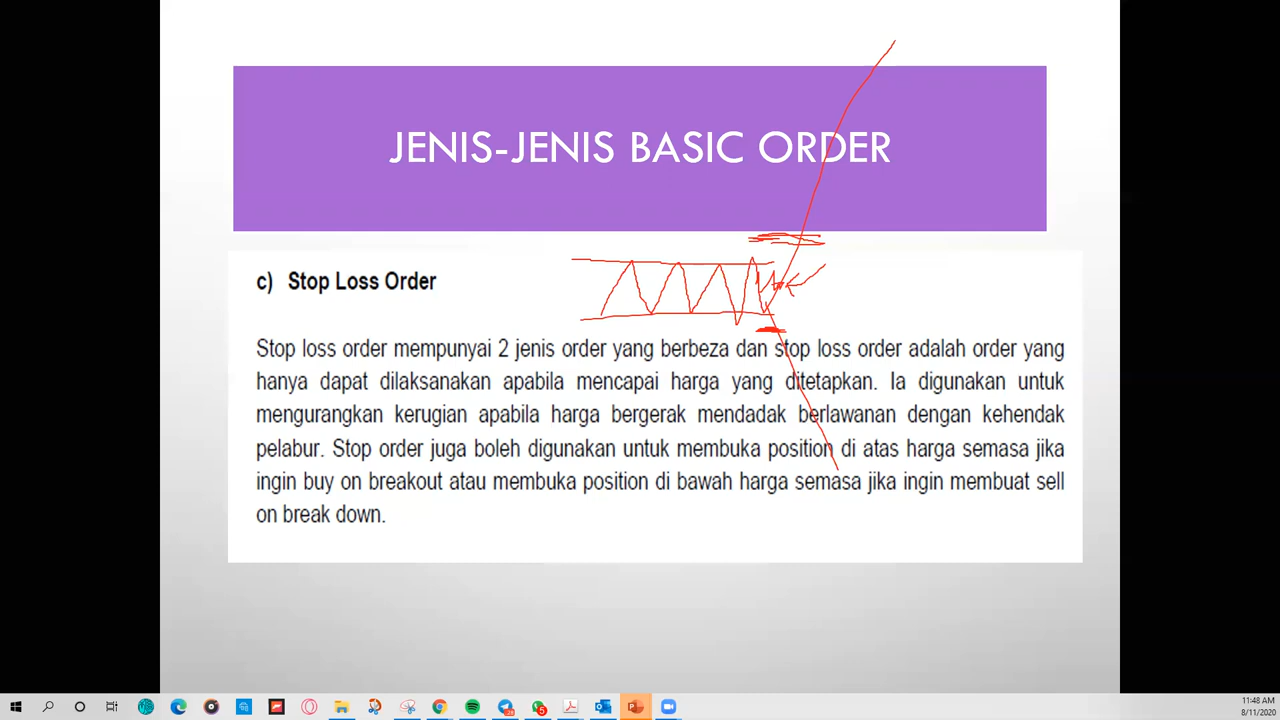 JENIS-JENIS BASIC ORDER
c) Stop Loss Order
Stop loss order mempunyai 2 jenis order yang berbeza dan stop loss order adalah order yang
hanya dapat dilaksanakan apabila mencapai harga yang ditetapkan. Ia digunakan untuk
mengurangkan kerugian apabila harga bergerak mendadak berlawanan dengan kehendak
pelabur. Stop order juga boleh digunakan untuk membuka position di atas harga semasa jika
ingin buy on breakout atau membuka position di bawah harga semasa jika ingin membuat sell
on break down.
11:48 AM
8/11/2020